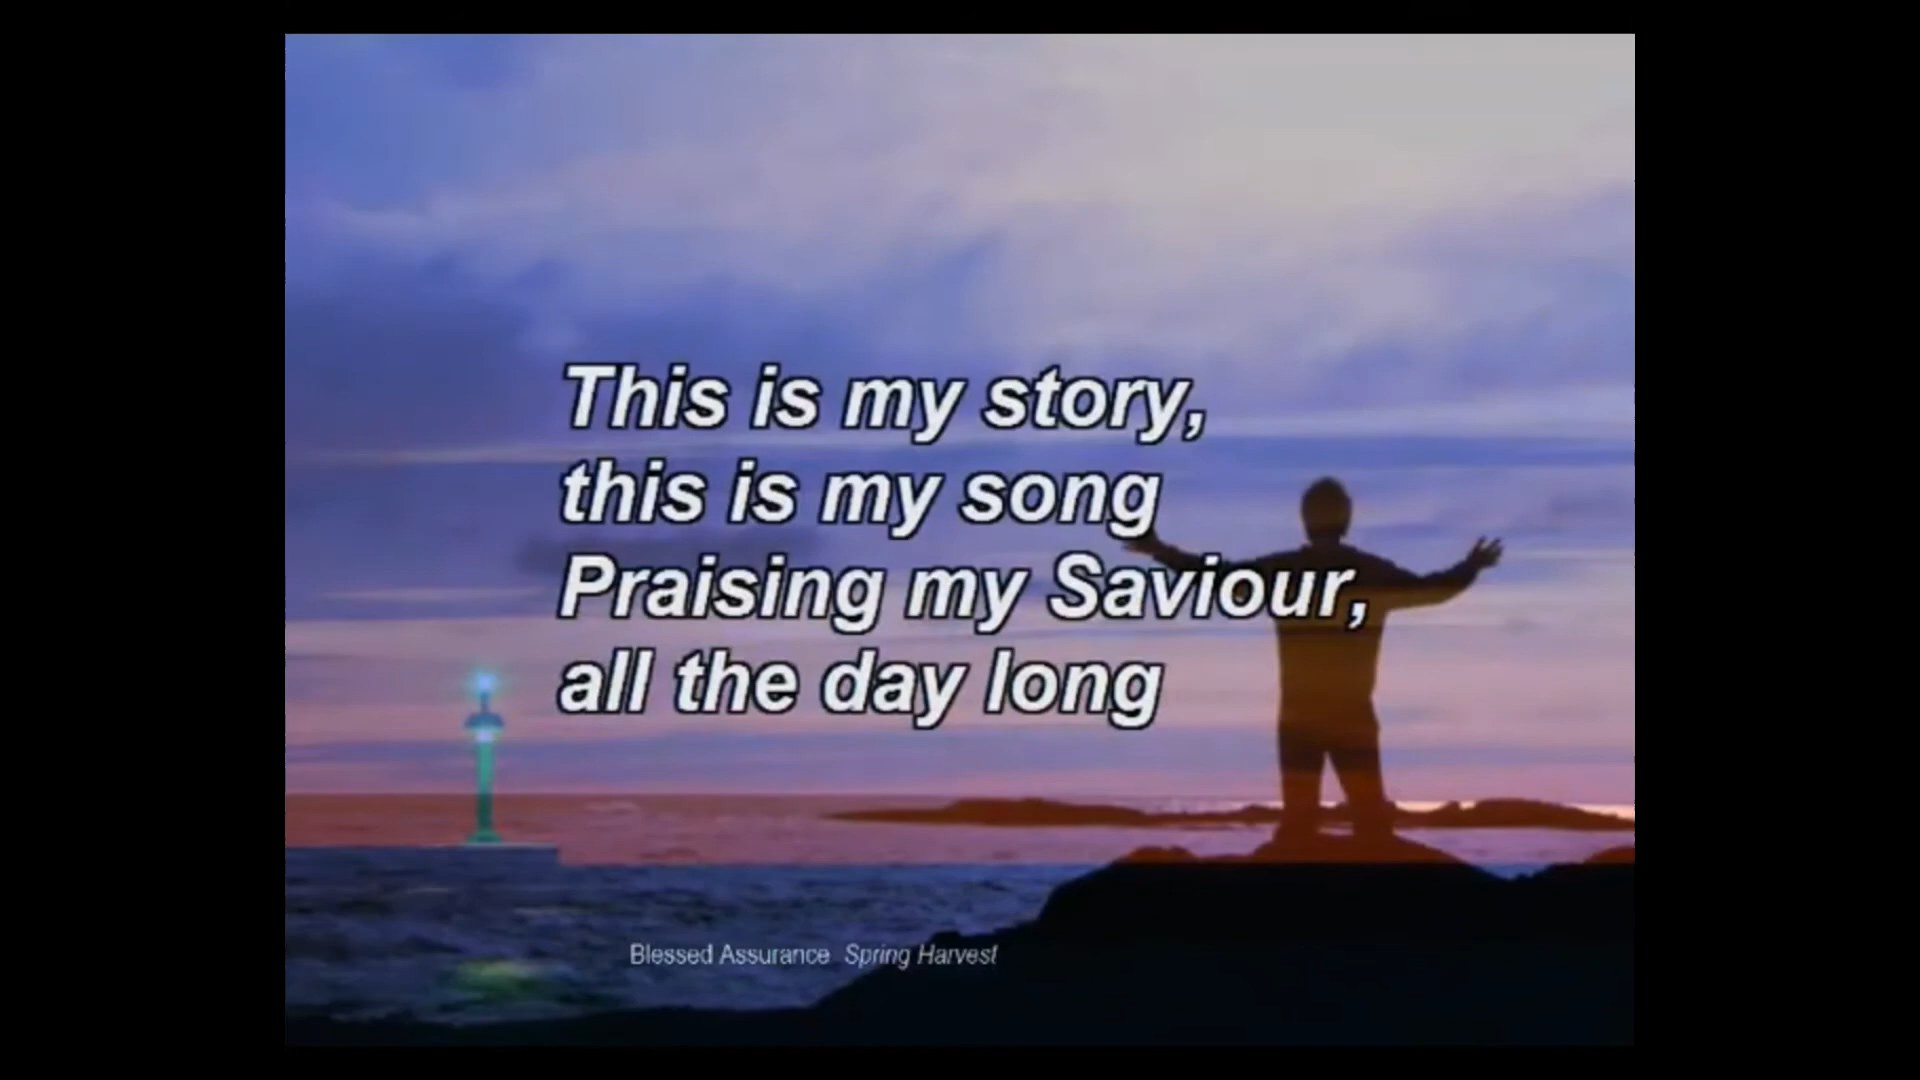 This is my story,
this is my song
Praising my Saviour,
all the day long
Blessed Assurance Spring Harvest